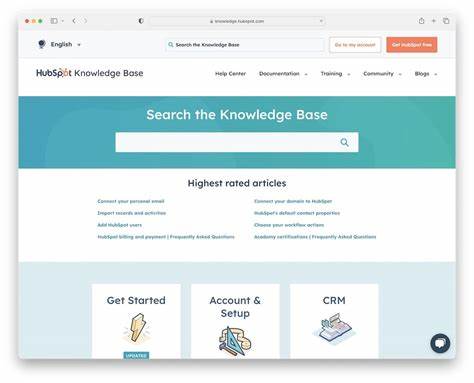 knowledge.hubspot.com
English
Search the Knowledge Base
Go to my account
Get HubSpot free
HubSpot Knowledge Base
Help Center
Documentation
Training
Community
Blogs
Search the Knowledge Base
Highest rated articles
Connect your personal email
Connect your domain to HubSpot
Import records and activities
HubSpot's default contact properties
Add HubSpot users
Choose your workflow actions
HubSpot billing and payment | Frequently Asked Questions
Academy certifications | Frequently Asked Questions
Get Started
Account &
Setup
CRM
UPDATED